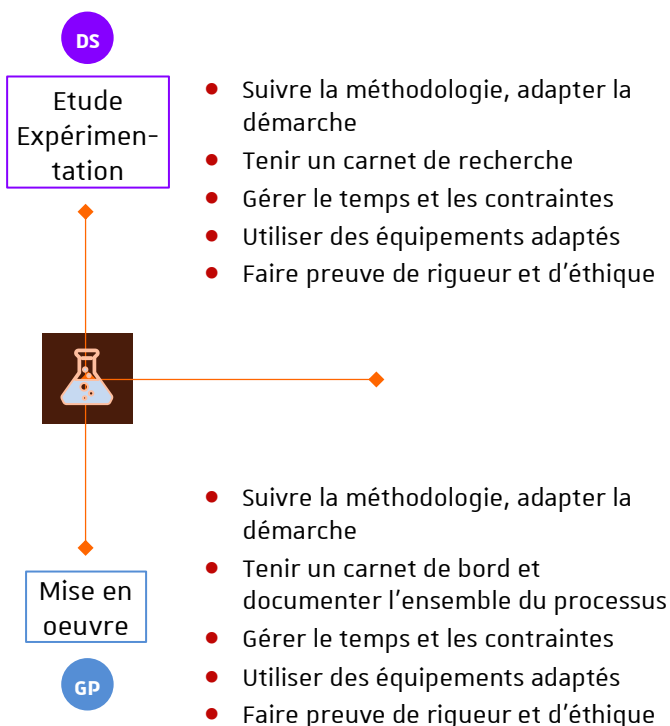 DS
Etude
Expérimen-
tation
• Suivre la méthodologie, adapter la
démarche
• Tenir un carnet de recherche
• Gérer le temps et les contraintes
• Utiliser des équipements adaptés
• Faire preuve de rigueur et d’éthique
• Suivre la méthodologie, adapter la
démarche
• Tenir un carnet de bord et
documenter l’ensemble du processus
• Gérer le temps et les contraintes
• Utiliser des équipements adaptés
• Faire preuve de rigueur et d’éthique
Mise en
oeuvre
GP